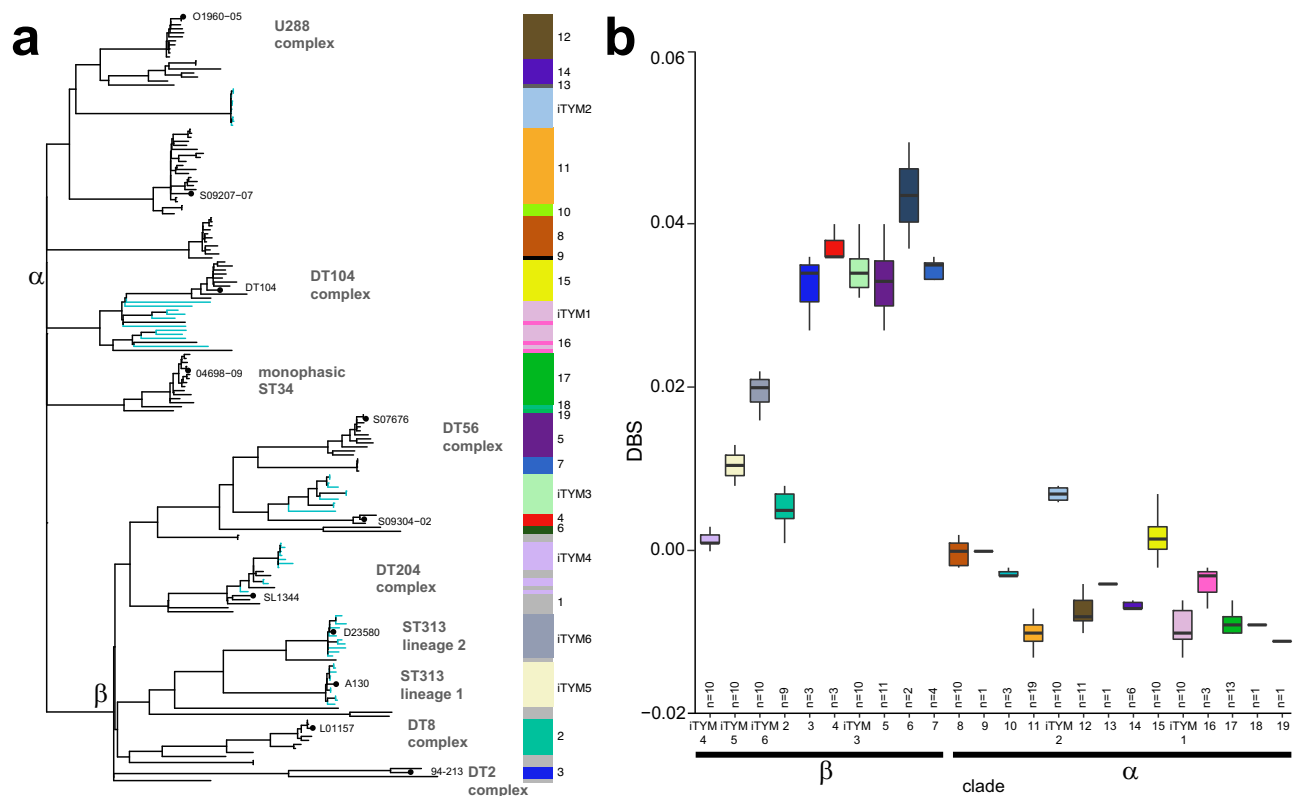 a
O1960−05
U288
complex
S09207−07
α
DT104
DT104
complex
04698−09
monophasic
ST34
S07676
DT56
complex
S09304−02
DT204
complex
SL1344
D23580
ST313
lineage 2
A130
ST313
lineage 1
β
L01157
DT8
complex
94-213
DT2
complex
12
14
13
iTYM2
11
10
8
9
15
iTYM1
16
17
18
19
5
7
iTYM3
4
6
iTYM4
1
iTYM6
iTYM5
2
3
b
0.06
0.04
0.02
0.00
−0.02
DBS
n=10 n=10 n=10 n=9 n=3 n=3 n=10 n=11 n=2 n=4 n=10 n=1 n=3 n=19 n=10 n=11 n=1 n=6 n=10 n=10 n=3 n=13 n=1 n=1
iTYM iTYM iTYM 2 3 4 iTYM 5 6 7 8 9 10 11 iTYM 12 13 14 15 iTYM 16 17 18 19
4 5 6 3 2 1
β α
clade